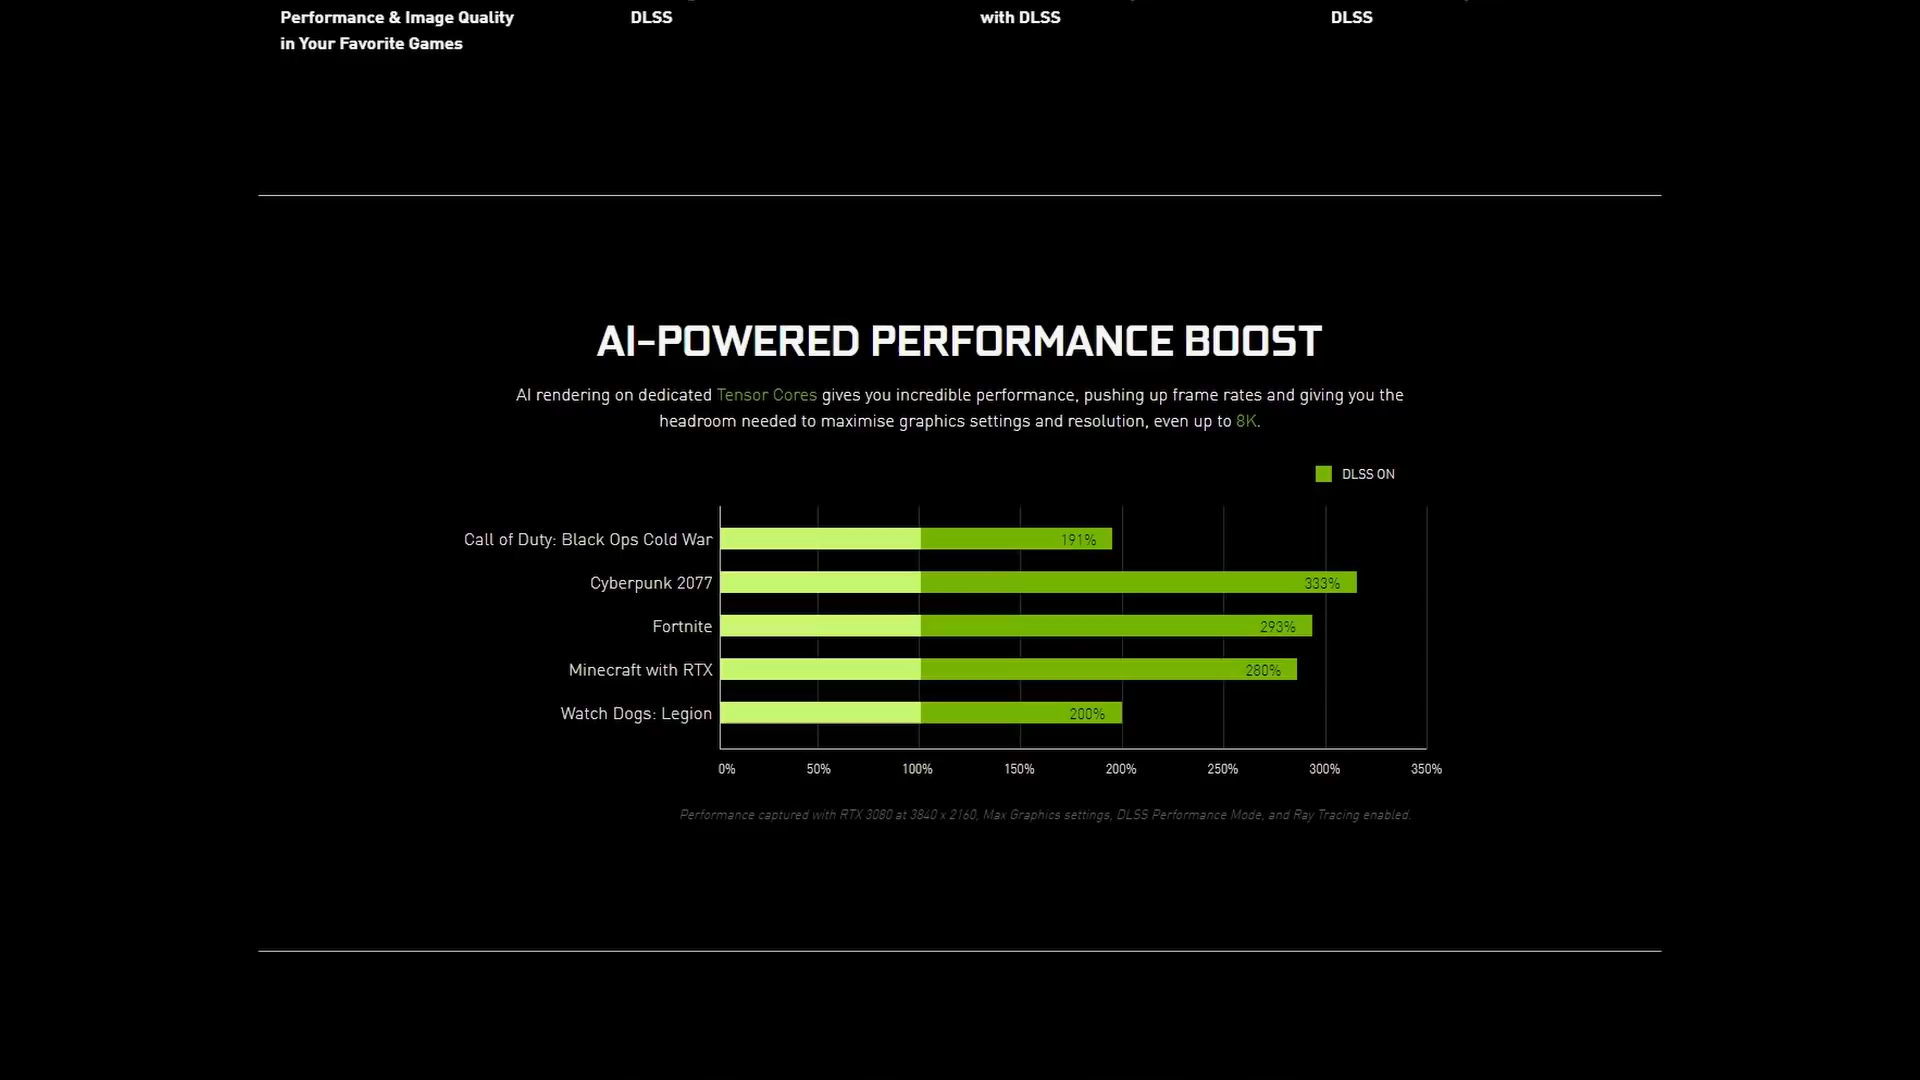 Performance & Image Quality
in Your Favorite Games
DLSS
with DLSS
DLSS
AI-POWERED PERFORMANCE BOOST
AI rendering on dedicated Tensor Cores gives you incredible performance, pushing up frame rates and giving you the
headroom needed to maximise graphics settings and resolution, even up to 8K.
DLSS ON
Call of Duty: Black Ops Cold War 191%
Cyberpunk 2077 333%
Fortnite 293%
Minecraft with RTX 280%
Watch Dogs: Legion 200%
0% 50% 100% 150% 200% 250% 300% 350%
Performance captured with RTX 3080 at 3840 x 2160, Max Graphics settings, DLSS Performance Mode, and Ray Tracing enabled.